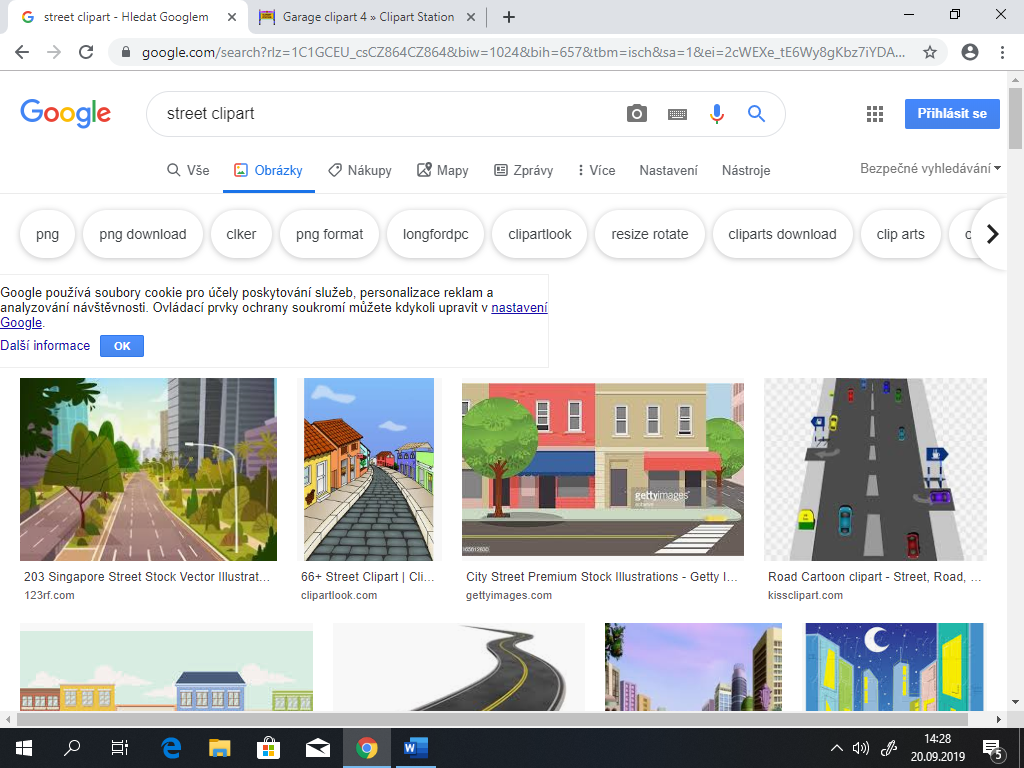 street clipart - Hledat Googlem
Garage clipart 4 » Clipart Station
google.com/search?rlz=1C1GCEU_csCZ864CZ864&biw=1024&bih=657&tbm=isch&sa=1&ei=2cWEXe_tE6Wy8gKbz7iYDA...
Google
street clipart
Přihlásit se
Vše
Obrázky
Nákupy
Mapy
Zprávy
Více
Nastavení
Nástroje
Bezpečné vyhledávání
png
png download
clker
png format
longfordpc
clipartlook
resize rotate
cliparts download
clip arts
Google používá soubory cookie pro účely poskytování služeb, personalizace reklam a
analyzování návštěvnosti. Ovládací prvky ochrany soukromí můžete kdykoli upravit v nastavení
Google.
Další informace
OK
gettyimages
203 Singapore Street Stock Vector Illustrat...
123rf.com
66+ Street Clipart | Cli...
clipartlook.com
City Street Premium Stock Illustrations - Getty I...
gettyimages.com
Road Cartoon clipart - Street, Road, ...
kissclipart.com
14:28
20.09.2019
5